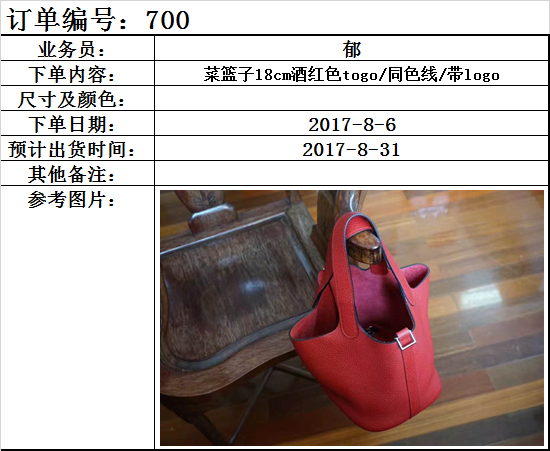 订单编号：700
业务员： 郁
下单内容： 菜篮子18cm酒红色togo/同色线/带logo
尺寸及颜色：
下单日期： 2017-8-6
预计出货时间： 2017-8-31
其他备注：
参考图片：